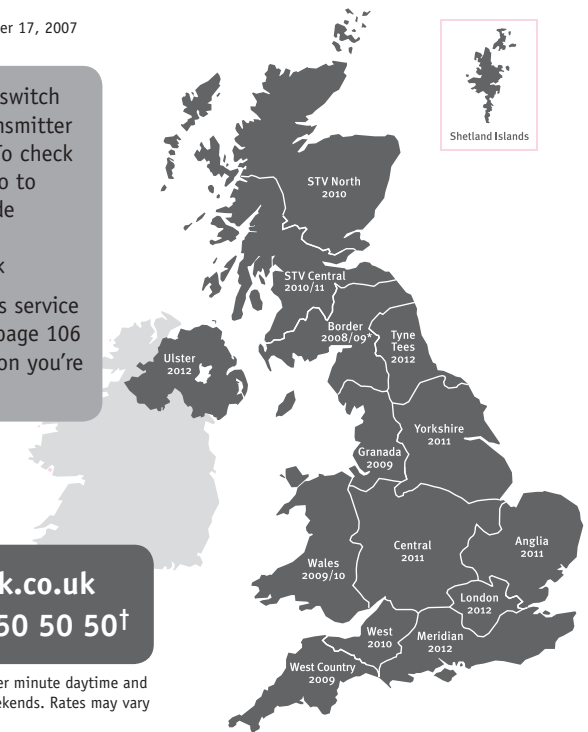 er 17, 2007
switch
nsmitter
o check
o to
de
k
s service
page 106
on you're
k.co.uk
50 50 50†
er minute daytime and
ekends. Rates may vary
Shetland Islands
STV North
2010
STV Central
2010/11
Border
2008/09*
Tyne
Tees
2012
Ulster
2012
Granada
2009
Yorkshire
2011
Wales
2009/10
Central
2011
Anglia
2011
London
2012
West
2010
Meridian
2012
West Country
2009